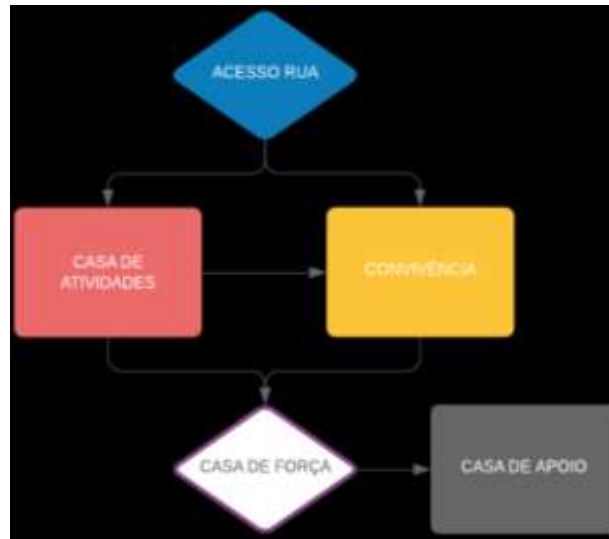 ACESSO RUA
CASA DE
ATIVIDADES
CONVIVÊNCIA
CASA DE FORÇA
CASA DE APOIO